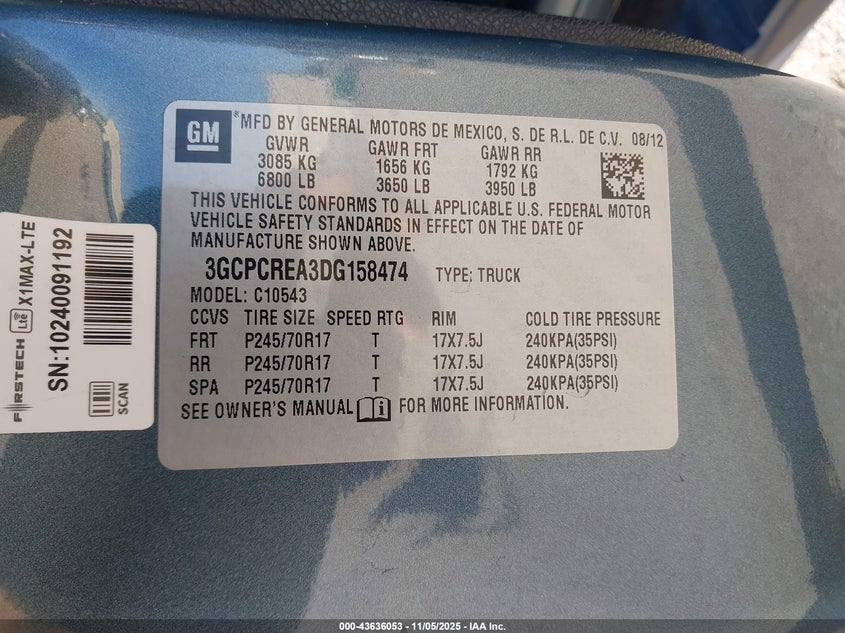 GM
® MFD BY GENERAL MOTORS DE MEXICO, S. DE R.L. DE C.V. 08/12
GVWR GAWR FRT GAWR RR
3085 KG 1656 KG 1792 KG
6800 LB 3650 LB 3950 LB
THIS VEHICLE CONFORMS TO ALL APPLICABLE U.S. FEDERAL MOTOR
VEHICLE SAFETY STANDARDS IN EFFECT ON THE DATE OF
MANUFACTURE SHOWN ABOVE.
3GCPCREA3DG158474 TYPE: TRUCK
MODEL: C10543
CCVS TIRE SIZE SPEED RTG RIM COLD TIRE PRESSURE
FRT P245/70R17 T 17X7.5J 240KPA(35PSI)
RR P245/70R17 T 17X7.5J 240KPA(35PSI)
SPA P245/70R17 T 17X7.5J 240KPA(35PSI)
SEE OWNER'S MANUAL i FOR MORE INFORMATION.
FIRSTECH Lte X1MAX-LTE
SN:10240091192
SCAN
000-43636053 - 11/05/2025 - IAA Inc.